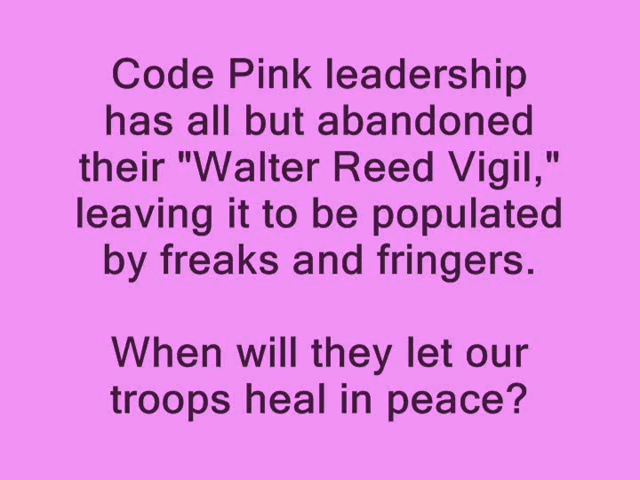 Code Pink leadership
has all but abandoned
their "Walter Reed Vigil,"
leaving it to be populated
by freaks and fringers.
When will they let our
troops heal in peace?